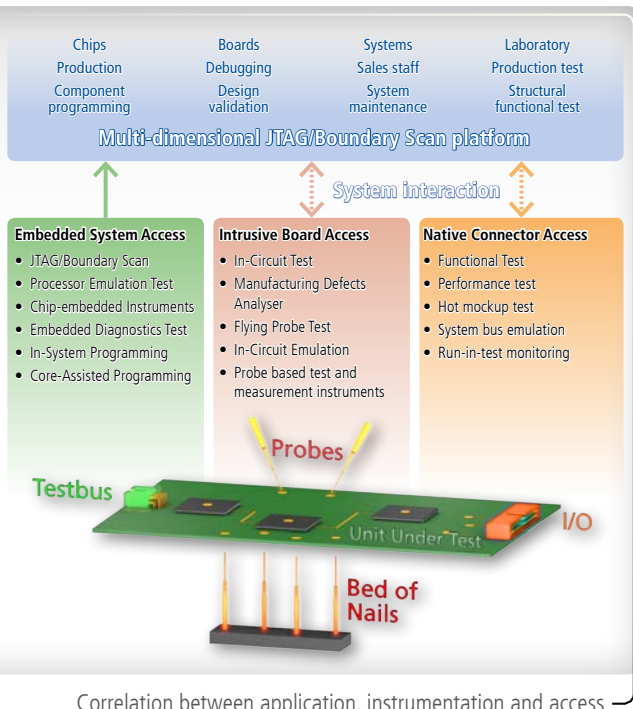 Chips
Production
Component
programming
Boards
Debugging
Design
validation
Systems
Sales staff
System
maintenance
Laboratory
Production test
Structural
functional test
Multi-dimensional JTAG/Boundary Scan platform
System interaction
Embedded System Access
• JTAG/Boundary Scan
• Processor Emulation Test
• Chip-embedded Instruments
• Embedded Diagnostics Test
• In-System Programming
• Core-Assisted Programming
Intrusive Board Access
• In-Circuit Test
• Manufacturing Defects
Analyser
• Flying Probe Test
• In-Circuit Emulation
• Probe based test and
measurement instruments
Native Connector Access
• Functional Test
• Performance test
• Hot mockup test
• System bus emulation
• Run-in-test monitoring
Probes
Testbus
I/O
Unit Under Test
Bed of
Nails
Correlation between application, instrumentation and access